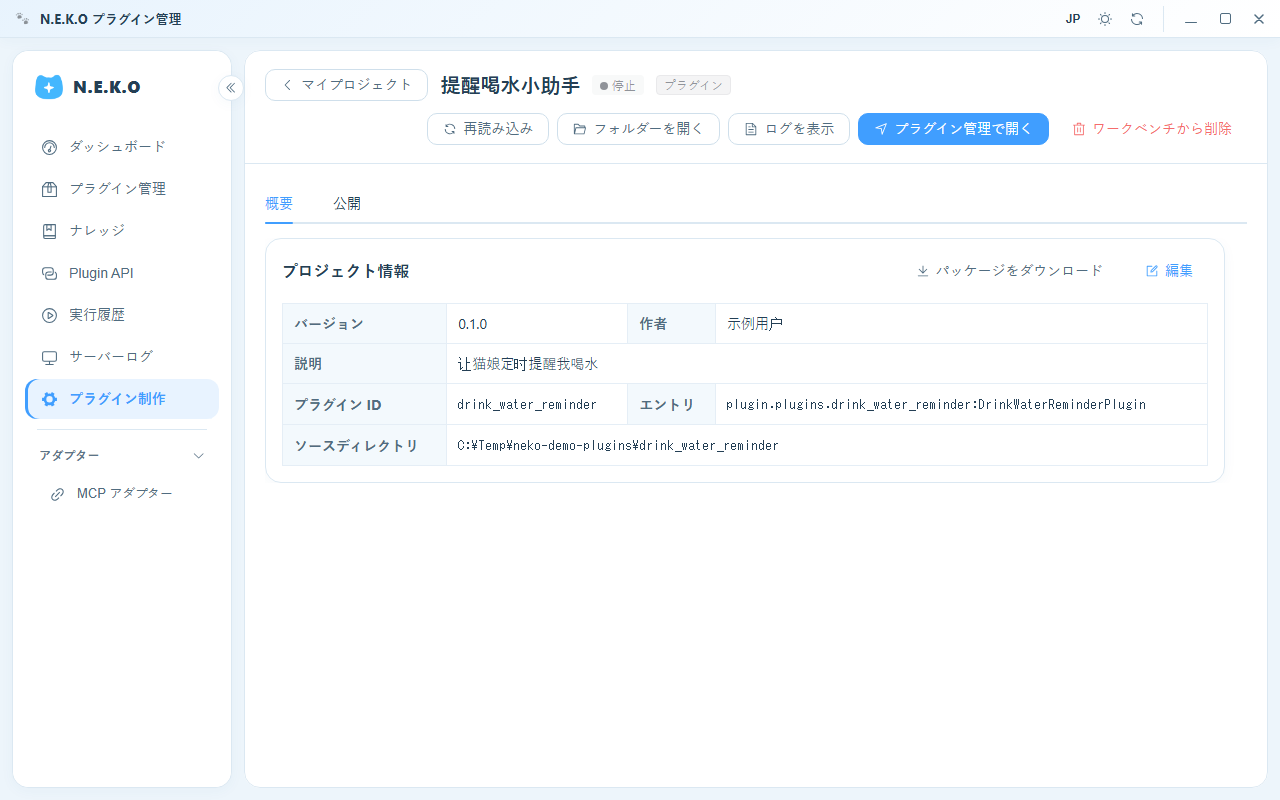 N.E.K.O プラグイン管理
JP
N.E.K.O
ダッシュボード
プラグイン管理
ナレッジ
Plugin API
実行履歴
サーバーログ
プラグイン制作
アダプター
MCP アダプター
マイプロジェクト
提醒喝水小助手
停止
プラグイン
再読み込み
フォルダーを開く
ログを表示
プラグイン管理で開く
ワークベンチから削除
概要
公開
プロジェクト情報
パッケージをダウンロード
編集
バージョン 0.1.0 作者 示例用户
説明 让猫娘定时提醒我喝水
プラグイン ID drink_water_reminder エントリ plugin.plugins.drink_water_reminder:DrinkWaterReminderPlugin
ソースディレクトリ C:¥Temp¥neko-demo-plugins¥drink_water_reminder